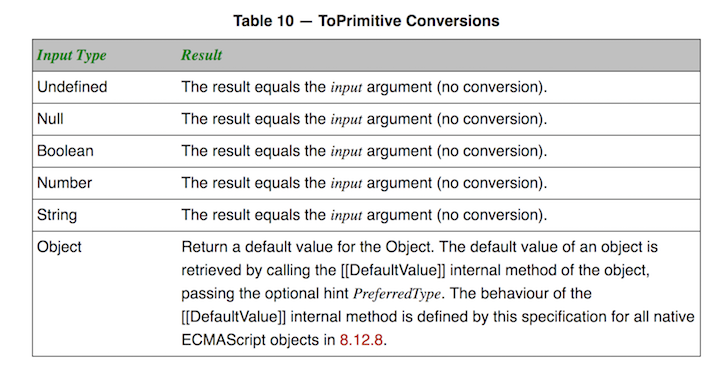 Table 10 — ToPrimitive Conversions
Input Type Result
Undefined The result equals the input argument (no conversion).
Null The result equals the input argument (no conversion).
Boolean The result equals the input argument (no conversion).
Number The result equals the input argument (no conversion).
String The result equals the input argument (no conversion).
Object Return a default value for the Object. The default value of an object is
retrieved by calling the [[DefaultValue]] internal method of the object,
passing the optional hint PreferredType. The behaviour of the
[[DefaultValue]] internal method is defined by this specification for all native
ECMAScript objects in 8.12.8.